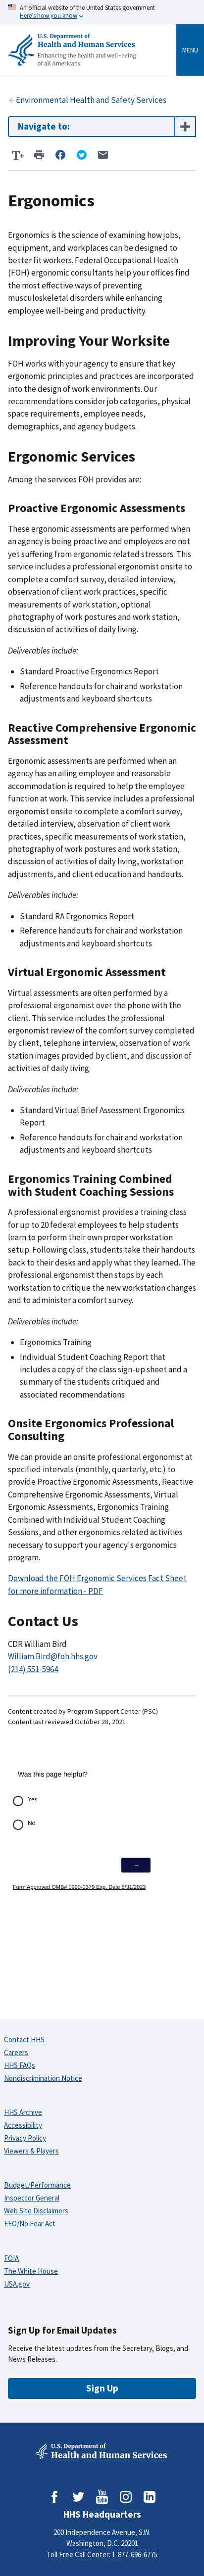 An official website of the United States government
Here's how you know
U.S. Department of
Health and Human Services
Enhancing the health and well-being
of all Americans
MENU
Environmental Health and Safety Services
Navigate to:
T+
Ergonomics
Ergonomics is the science of examining how jobs,
equipment, and workplaces can be designed to
better fit workers. Federal Occupational Health
(FOH) ergonomic consultants help your offices find
the most effective ways of preventing
musculoskeletal disorders while enhancing
employee well-being and productivity.
Improving Your Worksite
FOH works with your agency to ensure that key
ergonomic principles and practices are incorporated
into the design of work environments. Our
recommendations consider job categories, physical
space requirements, employee needs,
demographics, and agency budgets.
Ergonomic Services
Among the services FOH provides are:
Proactive Ergonomic Assessments
These ergonomic assessments are performed when
an agency is being proactive and employees are not
yet suffering from ergonomic related stressors. This
service includes a professional ergonomist onsite to
complete a comfort survey, detailed interview,
observation of client work practices, specific
measurements of work station, optional
photography of work postures and work station,
discussion of activities of daily living.
Deliverables include:
• Standard Proactive Ergonomics Report
• Reference handouts for chair and workstation
adjustments and keyboard shortcuts
Reactive Comprehensive Ergonomic
Assessment
Ergonomic assessments are performed when an
agency has an ailing employee and reasonable
accommodation is required to help the employee
function at work. This service includes a professional
ergonomist onsite to complete a comfort survey,
detailed interview, observation of client work
practices, specific measurements of work station,
photography of work postures and work station,
discussion of activities of daily living, workstation
adjustments, and client education and handouts.
Deliverables include:
• Standard RA Ergonomics Report
• Reference handouts for chair and workstation
adjustments and keyboard shortcuts
Virtual Ergonomic Assessment
Virtual assessments are often performed by a
professional ergonomist over the phone with the
client. This service includes the professional
ergonomist review of the comfort survey completed
by client, telephone interview, observation of work
station images provided by client, and discussion of
activities of daily living.
Deliverables include:
• Standard Virtual Brief Assessment Ergonomics
Report
• Reference handouts for chair and workstation
adjustments and keyboard shortcuts
Ergonomics Training Combined
with Student Coaching Sessions
A professional ergonomist provides a training class
for up to 20 federal employees to help students
learn to perform their own proper workstation
setup. Following class, students take their handouts
back to their desks and apply what they learned. The
professional ergonomist then stops by each
workstation to critique the new workstation changes
and to administer a comfort survey.
Deliverables include:
• Ergonomics Training
• Individual Student Coaching Report that
includes a copy of the class sign-up sheet and a
summary of the students critiqued and
associated recommendations
Onsite Ergonomics Professional
Consulting
We can provide an onsite professional ergonomist at
specified intervals (monthly, quarterly, etc.) to
provide Proactive Ergonomic Assessments, Reactive
Comprehensive Ergonomic Assessments, Virtual
Ergonomic Assessments, Ergonomics Training
Combined with Individual Student Coaching
Sessions, and other ergonomics related activities
necessary to support your agency's ergonomics
program.
Download the FOH Ergonomic Services Fact Sheet
for more information - PDF
Contact Us
CDR William Bird
William.Bird@foh.hhs.gov
(214) 551-5964
Content created by Program Support Center (PSC)
Content last reviewed October 28, 2021
Was this page helpful?
Yes
No
→
Form Approved OMB# 0990-0379 Exp. Date 8/31/2023
Contact HHS
Careers
HHS FAQs
Nondiscrimination Notice
HHS Archive
Accessibility
Privacy Policy
Viewers & Players
Budget/Performance
Inspector General
Web Site Disclaimers
EEO/No Fear Act
FOIA
The White House
USA.gov
Sign Up for Email Updates
Receive the latest updates from the Secretary, Blogs, and
News Releases.
Sign Up
U.S. Department of
Health and Human Services
HHS Headquarters
200 Independence Avenue, S.W.
Washington, D.C. 20201
Toll Free Call Center: 1-877-696-6775